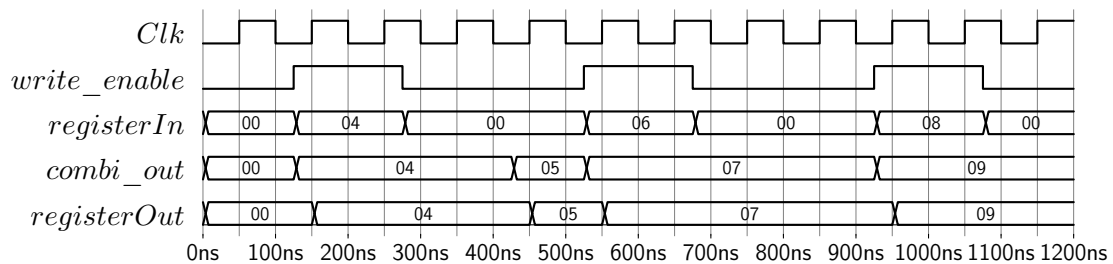 Clk
write_enable
registerIn 00 04 00 06 00 08 00
combi_out 00 04 05 07 09
registerOut 00 04 05 07 09
0ns 100ns 200ns 300ns 400ns 500ns 600ns 700ns 800ns 900ns 1000ns 1100ns 1200ns